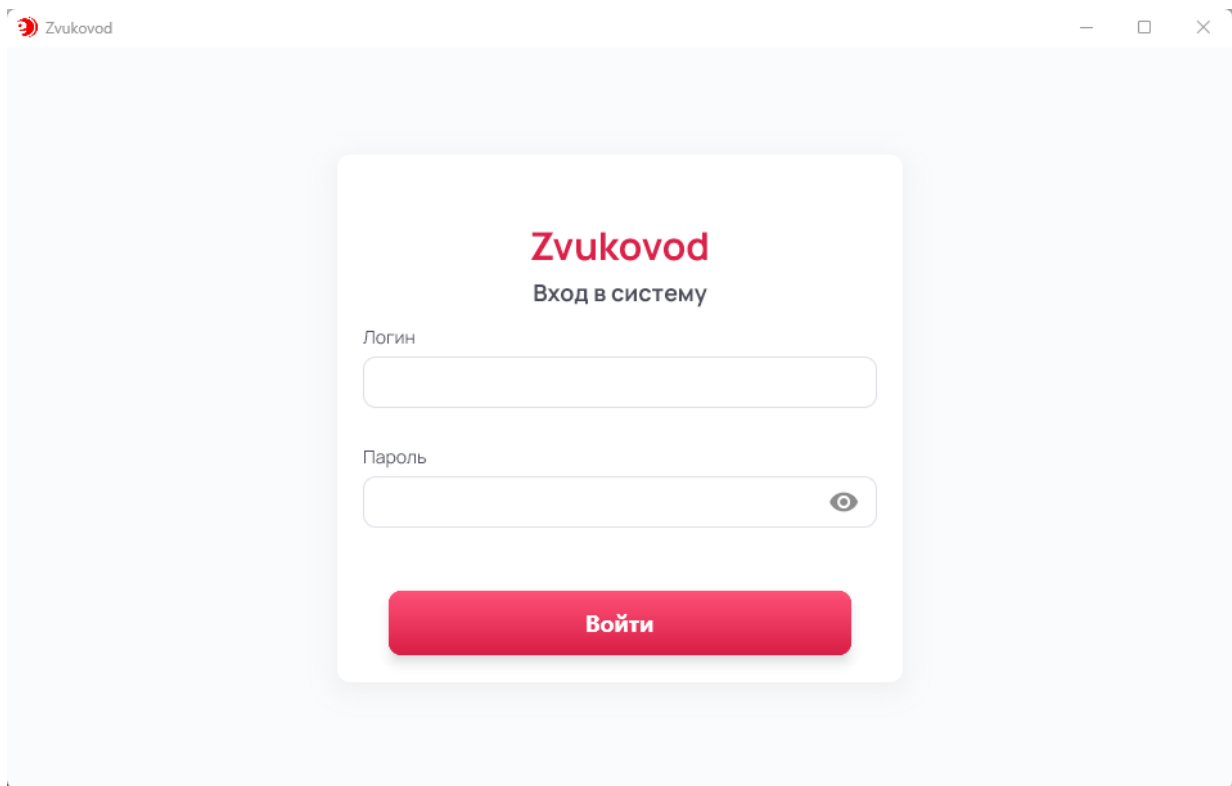 Zvukovod
Zvukovod
Вход в систему
Логин
Пароль
Войти